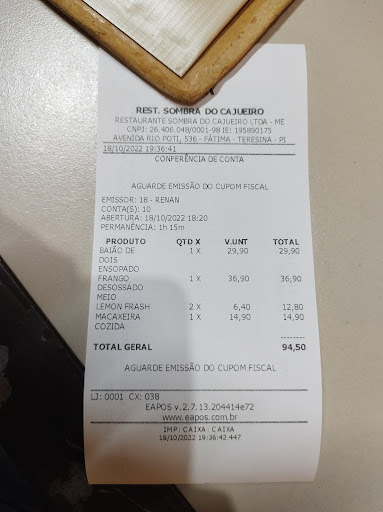 REST. SOMBRA DO CAJUEIRO
RESTAURANTE SOMBRA DO CAJUEIRO LTDA - ME
CNPJ: 26.406.048/0001-98 IE: 195890175
AVENIDA RIO POTI, 536 - FÁTIMA - TERESINA - PI
18/10/2022 19:36:41
CONFERÊNCIA DE CONTA
AGUARDE EMISSÃO DO CUPOM FISCAL
EMISSOR: 18 - RENAN
CONTA(S): 10
ABERTURA: 18/10/2022 18:20
PERMANÊNCIA: 1h 15m
PRODUTO QTD X V.UNT TOTAL
BAIÃO DE 1 X 29,90 29,90
DOIS
ENSOPADO
FRANGO 1 X 36,90 36,90
DESOSSADO
MEIO
LEMON FRASH 2 X 6,40 12,80
MACAXEIRA 1 X 14,90 14,90
COZIDA
--------
TOTAL GERAL 94,50
AGUARDE EMISSÃO DO CUPOM FISCAL
LJ: 0001 CX: 038
EAPOS v.2.7.13.204414e72
www.eapos.com.br
IMP: CAIXA: CAIXA
18/10/2022 19:36:42 447